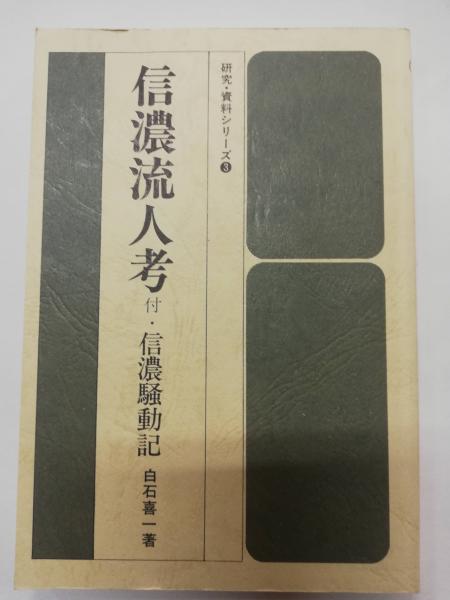 研究・資料シリーズ❸
信濃流人考
付・信濃騒動記
白石喜一著